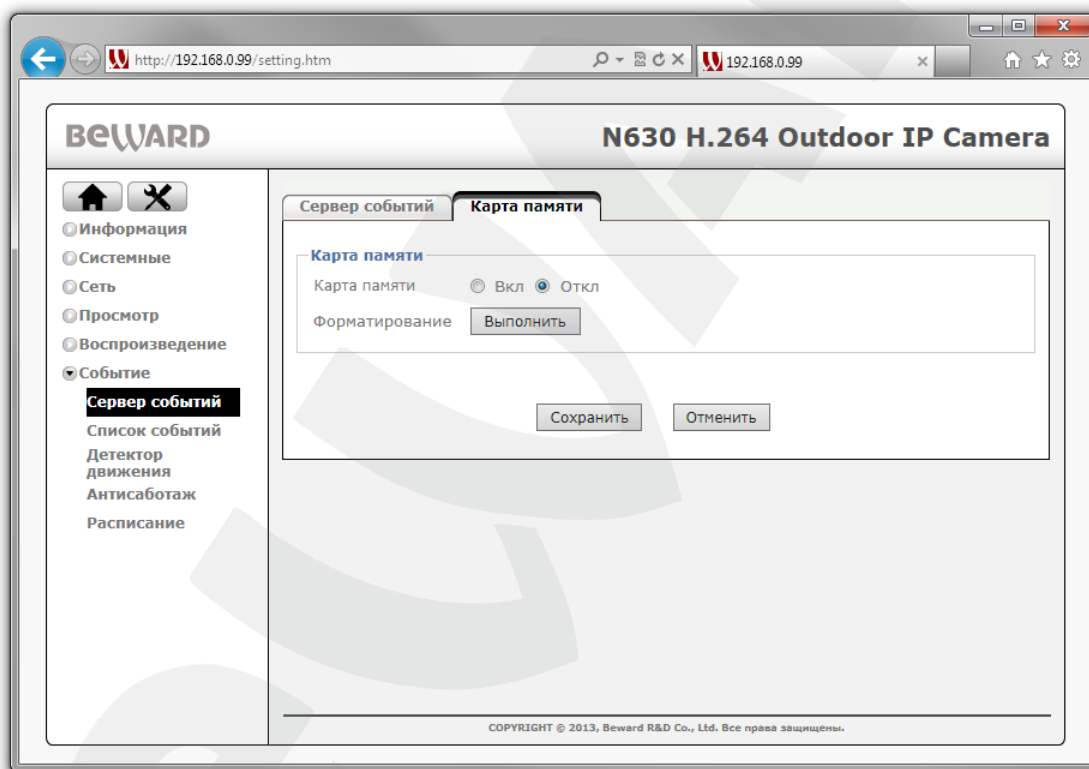 http://192.168.0.99/setting.htm
192.168.0.99
BEWARD
N630 H.264 Outdoor IP Camera
Информация
Системные
Сеть
Просмотр
Воспроизведение
Событие
Сервер событий
Список событий
Детектор
движения
Антисаботаж
Расписание
Сервер событий
Карта памяти
Карта памяти
Карта памяти Вкл Откл
Форматирование Выполнить
Сохранить Отменить
COPYRIGHT © 2013, Beward R&D Co., Ltd. Все права защищены.